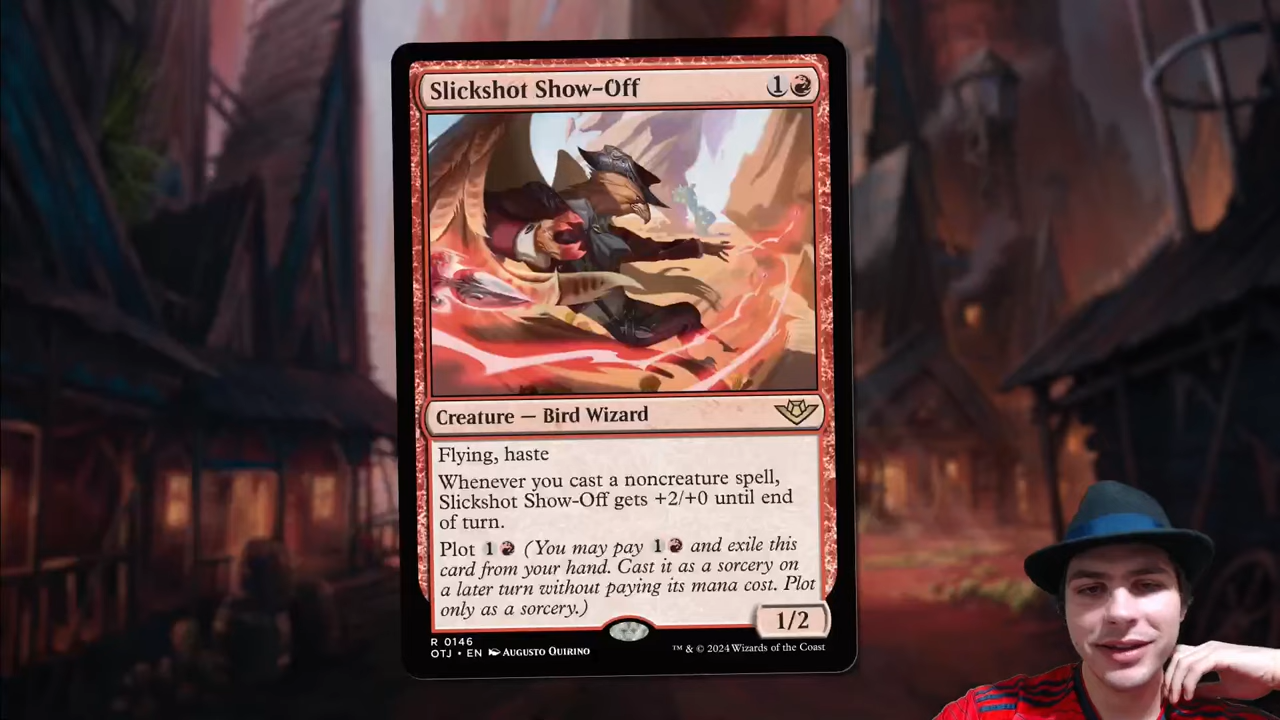 Slickshot Show-Off 1
Creature — Bird Wizard
Flying, haste
Whenever you cast a noncreature spell,
Slickshot Show-Off gets +2/+0 until end
of turn.
Plot 1 (You may pay 1 and exile this
card from your hand. Cast it as a sorcery on
a later turn without paying its mana cost. Plot
only as a sorcery.)
1/2
R 0146
OTJ • EN Augusto Quirino
™ & © 2024 Wizards of the Coast